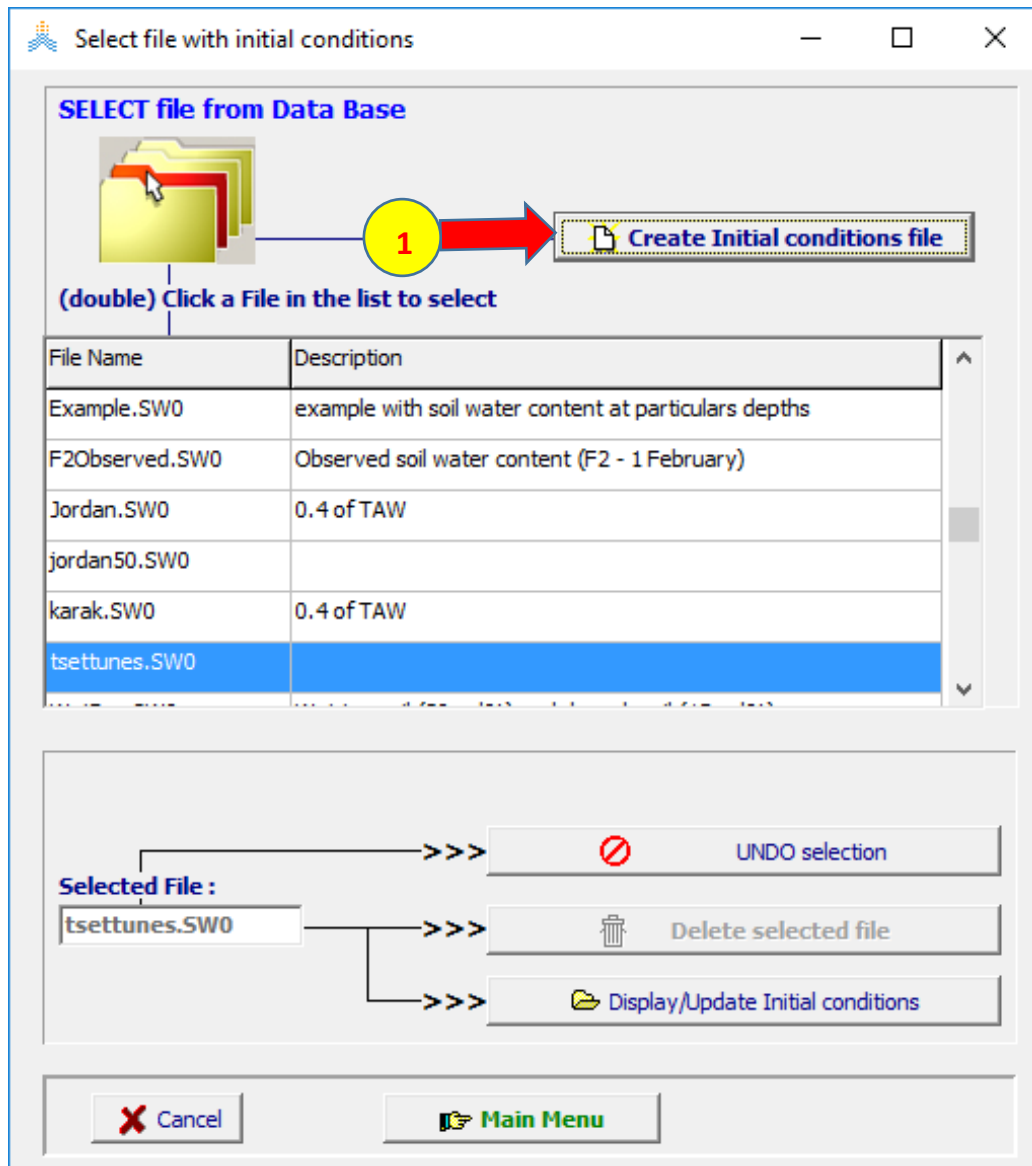 Select file with initial conditions
SELECT file from Data Base
1
Create Initial conditions file
(double) Click a File in the list to select
File Name Description
Example.SW0 example with soil water content at particulars depths
F2Observed.SW0 Observed soil water content (F2 - 1 February)
Jordan.SW0 0.4 of TAW
jordan50.SW0
karak.SW0 0.4 of TAW
tsettunes.SW0
>>> UNDO selection
Selected File :
tsettunes.SW0 >>> Delete selected file
>>> Display/Update Initial conditions
Cancel Main Menu